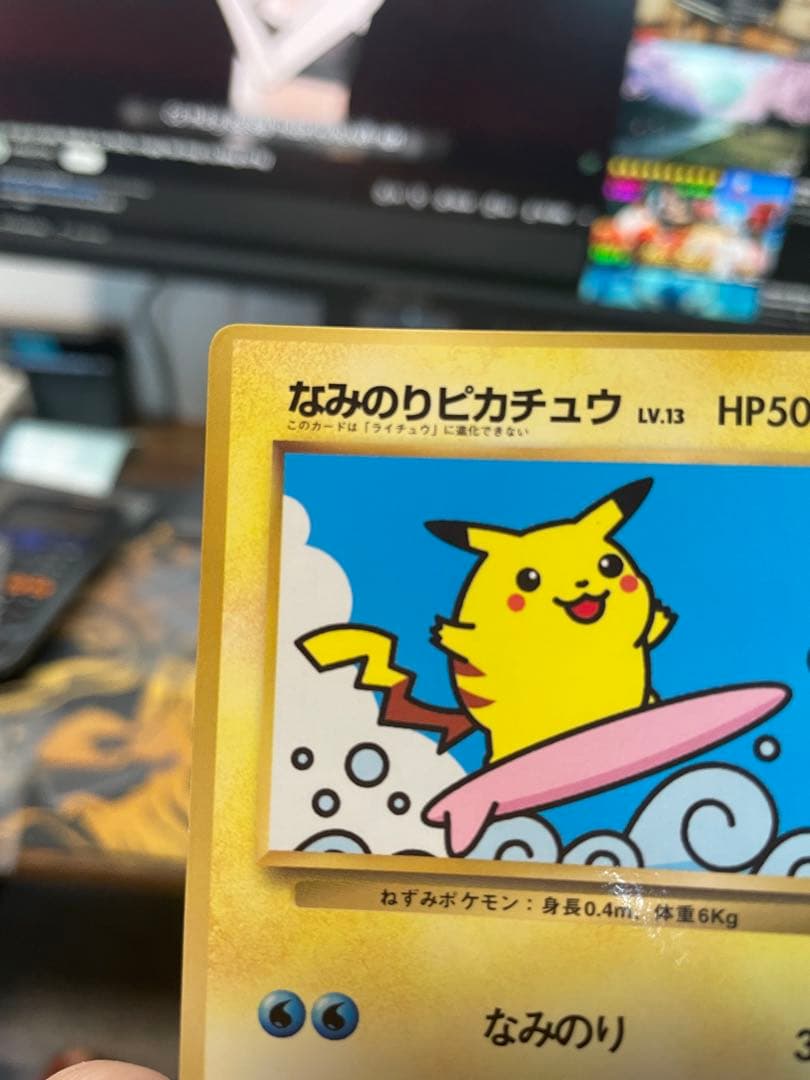 なみのりピカチュウ LV.13 HP50
このカードは「ライチュウ」に進化できない
ねずみポケモン：身長0.4m、体重6Kg
なみのり 3